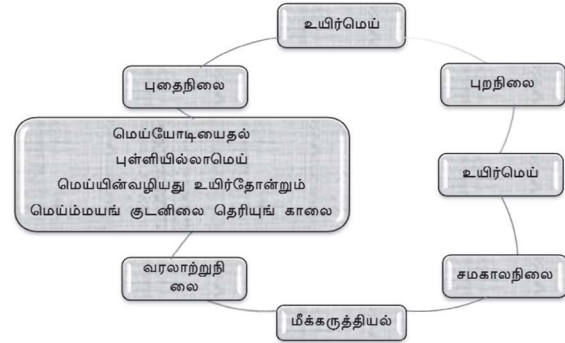 உயிர்மெய்
புதைநிலை
புறநிலை
மெய்யோடியைதல்
புள்ளியில்லாமெய்
மெய்யின்வழியது உயிர்தோன்றும்
மெய்ம்மயங் குடனிலை தெரியுங் காலை
உயிர்மெய்
வரலாற்றுநி
லை
சமகாலநிலை
மீக்கருத்தியல்